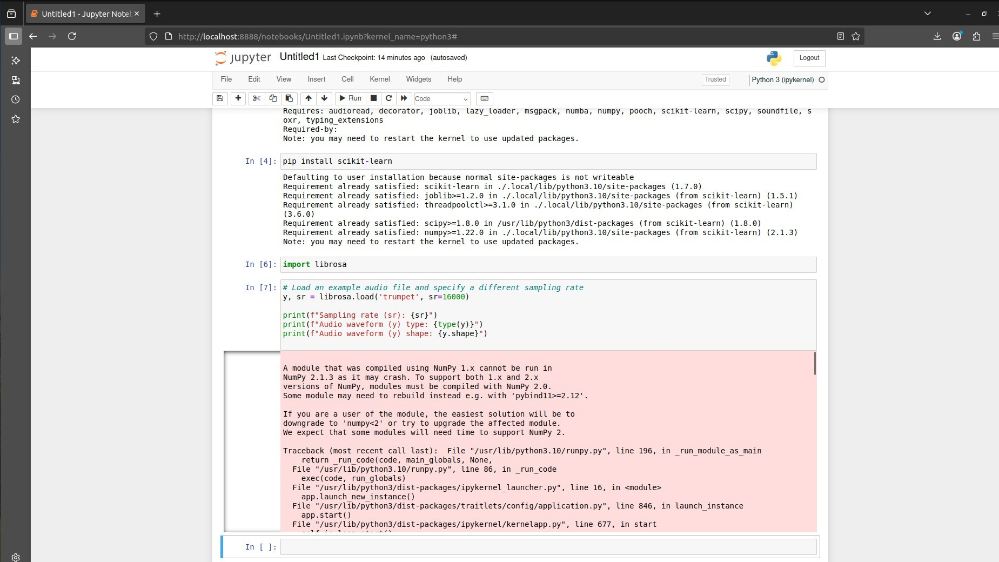 Untitled1 - Jupyter Noteb
http://localhost:8888/notebooks/Untitled1.ipynb?kernel_name=python3#
jupyter Untitled1 Last Checkpoint: 14 minutes ago (autosaved)
Logout
File Edit View Insert Cell Kernel Widgets Help
Trusted
Python 3 (ipykernel)
Run
Code
Requires: audioread, decorator, joblib, lazy_loader, msgpack, numba, numpy, pooch, scikit-learn, scipy, soundfile, s
oxr, typing_extensions
Required-by:
Note: you may need to restart the kernel to use updated packages.
In [4]: pip install scikit-learn
Defaulting to user installation because normal site-packages is not writeable
Requirement already satisfied: scikit-learn in ./.local/lib/python3.10/site-packages (1.7.0)
Requirement already satisfied: joblib>=1.2.0 in ./.local/lib/python3.10/site-packages (from scikit-learn) (1.5.1)
Requirement already satisfied: threadpoolctl>=3.1.0 in ./.local/lib/python3.10/site-packages (from scikit-learn)
(3.6.0)
Requirement already satisfied: scipy>=1.8.0 in /usr/lib/python3/dist-packages (from scikit-learn) (1.8.0)
Requirement already satisfied: numpy>=1.22.0 in ./.local/lib/python3.10/site-packages (from scikit-learn) (2.1.3)
Note: you may need to restart the kernel to use updated packages.
In [6]: import librosa
In [7]: # Load an example audio file and specify a different sampling rate
y, sr = librosa.load('trumpet', sr=16000)
print(f"Sampling rate (sr): {sr}")
print(f"Audio waveform (y) type: {type(y)}")
print(f"Audio waveform (y) shape: {y.shape}")
A module that was compiled using NumPy 1.x cannot be run in
NumPy 2.1.3 as it may crash. To support both 1.x and 2.x
versions of NumPy, modules must be compiled with NumPy 2.0.
Some module may need to rebuild instead e.g. with 'pybind11>=2.12'.
If you are a user of the module, the easiest solution will be to
downgrade to 'numpy<2' or try to upgrade the affected module.
We expect that some modules will need time to support NumPy 2.
Traceback (most recent call last):  File "/usr/lib/python3.10/runpy.py", line 196, in _run_module_as_main
return _run_code(code, main_globals, None,
File "/usr/lib/python3.10/runpy.py", line 86, in _run_code
exec(code, run_globals)
File "/usr/lib/python3/dist-packages/ipykernel_launcher.py", line 16, in <module>
app.launch_new_instance()
File "/usr/lib/python3/dist-packages/traitlets/config/application.py", line 846, in launch_instance
app.start()
File "/usr/lib/python3/dist-packages/ipykernel/kernelapp.py", line 677, in start
self.io_loop.start()
In [ ]: